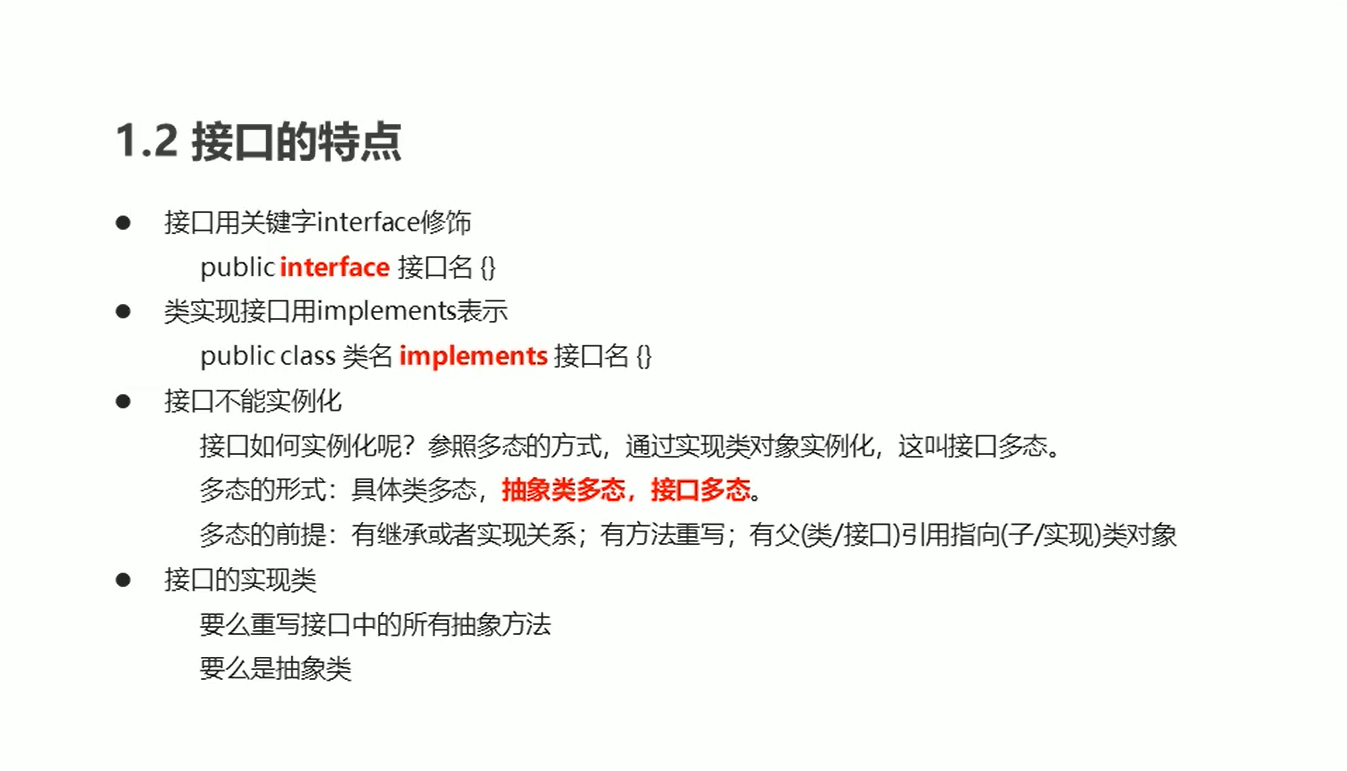 1.2 接口的特点
● 接口用关键字interface修饰
public interface 接口名 {}
● 类实现接口用implements表示
public class 类名 implements 接口名 {}
● 接口不能实例化
接口如何实例化呢？参照多态的方式，通过实现类对象实例化，这叫接口多态。
多态的形式：具体类多态，抽象类多态，接口多态。
多态的前提：有继承或者实现关系；有方法重写；有父(类/接口)引用指向(子/实现)类对象
● 接口的实现类
要么重写接口中的所有抽象方法
要么是抽象类